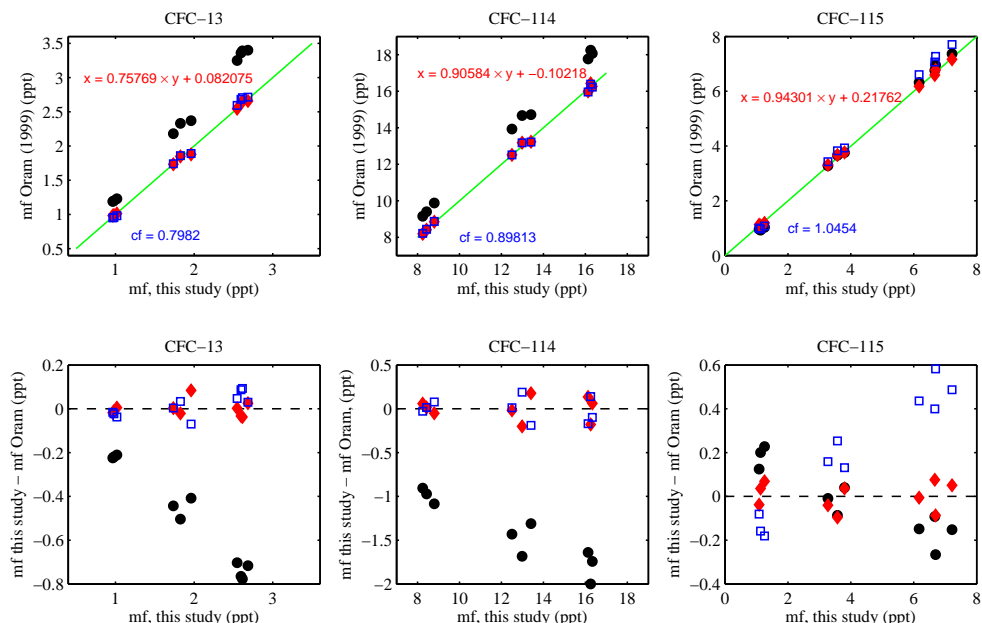 CFC−13
CFC−114
CFC−115
mf Oram (1999) (ppt)
3.5
3
2.5
2
1.5
1
0.5
x = 0.75769 × y + 0.082075
cf = 0.7982
1
2
3
mf, this study (ppt)
mf Oram (1999) (ppt)
18
16
14
12
10
8
x = 0.90584 × y + −0.10218
cf = 0.89813
8
10
12
14
16
18
mf, this study (ppt)
mf Oram (1999) (ppt)
8
6
4
2
0
x = 0.94301 × y + 0.21762
cf = 1.0454
0
2
4
6
8
mf, this study (ppt)
CFC−13
CFC−114
CFC−115
mf this study − mf Oram (ppt)
0.2
0
−0.2
−0.4
−0.6
−0.8
1
2
3
mf, this study (ppt)
mf this study − mf Oram (ppt)
0.5
0
−0.5
−1
−1.5
−2
8
10
12
14
16
18
mf, this study (ppt)
mf this study − mf Oram (ppt)
0.6
0.4
0.2
0
−0.2
−0.4
0
2
4
6
8
mf, this study (ppt)